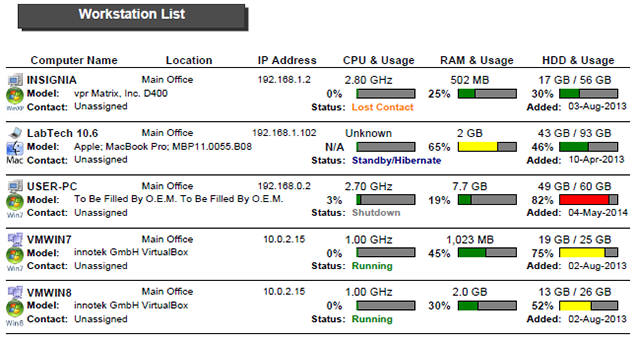 Workstation List
Computer Name Location IP Address CPU & Usage RAM & Usage HDD & Usage
INSIGNIA Main Office 192.168.1.2 2.80 GHz 502 MB 17 GB / 56 GB
Model: vpr Matrix, Inc. D400 0% 25% 30%
WinXP Contact: Unassigned Status: Lost Contact Added: 03-Aug-2013
LabTech 10.6 Main Office 192.168.1.102 Unknown 2 GB 43 GB / 93 GB
Model: Apple; MacBook Pro; MBP11.0055.B08 N/A 65% 46%
Mac Contact: Unassigned Status: Standby/Hibernate Added: 10-Apr-2013
USER-PC Main Office 192.168.0.2 2.70 GHz 7.7 GB 49 GB / 60 GB
Model: To Be Filled By O.E.M. To Be Filled By O.E.M. 3% 19% 82%
Win7 Contact: Unassigned Status: Shutdown Added: 04-May-2014
VMWIN7 Main Office 10.0.2.15 1.00 GHz 1,023 MB 19 GB / 25 GB
Model: innotek GmbH VirtualBox 0% 45% 75%
Win7 Contact: Unassigned Status: Running Added: 02-Aug-2013
VMWIN8 Main Office 10.0.2.15 1.00 GHz 2.0 GB 13 GB / 26 GB
Model: innotek GmbH VirtualBox 0% 30% 52%
Win8 Contact: Unassigned Status: Running Added: 02-Aug-2013